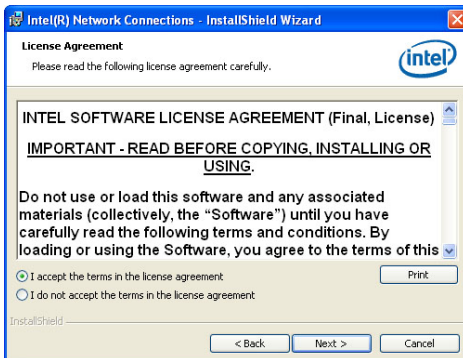 Intel(R) Network Connections - InstallShield Wizard
License Agreement
Please read the following license agreement carefully.
intel
INTEL SOFTWARE LICENSE AGREEMENT (Final, License)
IMPORTANT - READ BEFORE COPYING, INSTALLING OR
USING.
Do not use or load this software and any associated
materials (collectively, the “Software”) until you have
carefully read the following terms and conditions. By
loading or using the Software, you agree to the terms of this
I accept the terms in the license agreement
Print
I do not accept the terms in the license agreement
InstallShield
< Back
Next >
Cancel